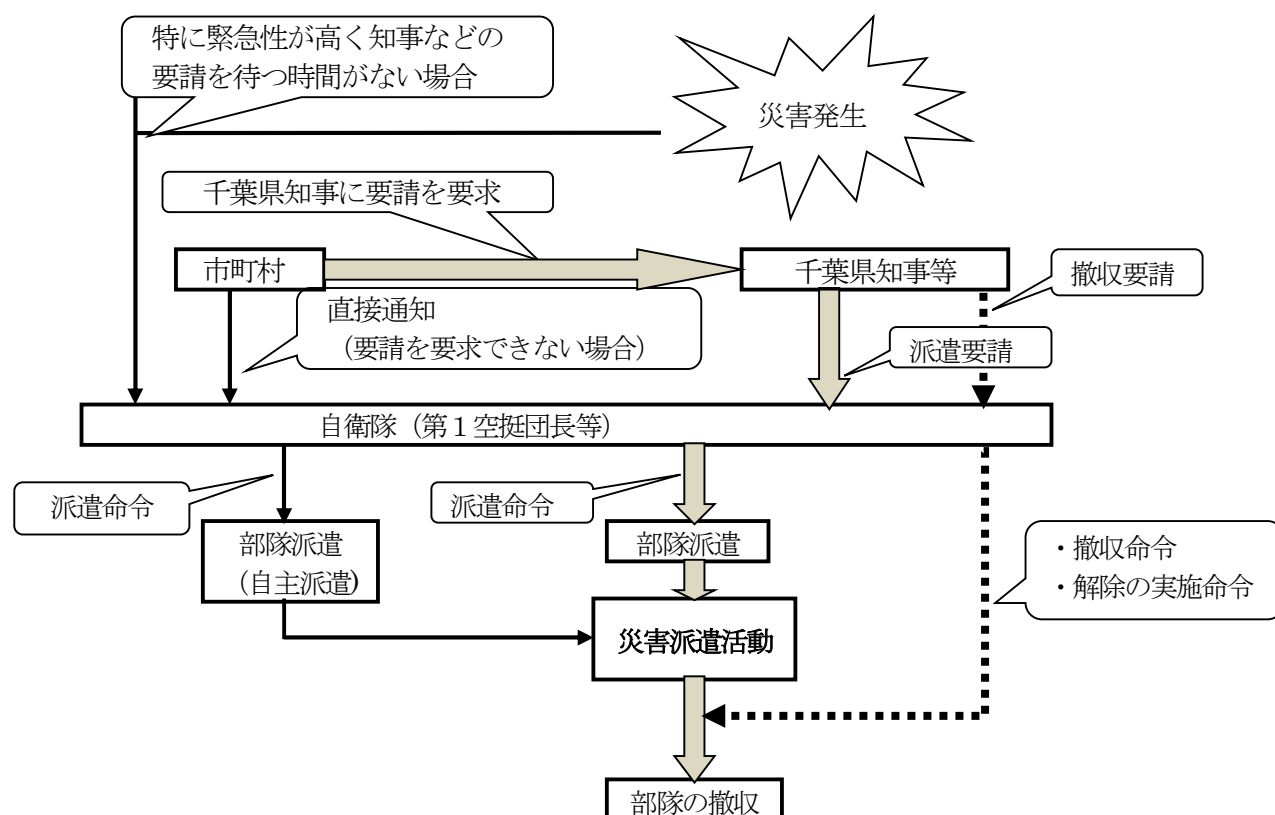 特に緊急性が高く知事などの
要請を待つ時間がない場合
災害発生
千葉県知事に要請を要求
市町村
千葉県知事等
撤収要請
直接通知
（要請を要求できない場合）
派遣要請
自衛隊（第１空挺団長等）
派遣命令
派遣命令
部隊派遣
（自主派遣）
部隊派遣
・撤収命令
・解除の実施命令
災害派遣活動
部隊の撤収